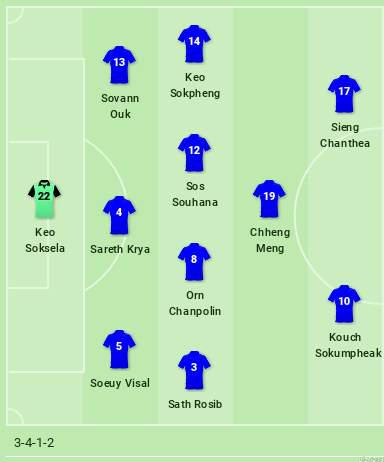 14
13
Keo
Sokpheng
17
Sovann
Ouk
Sieng
Chanthea
12
22
Sos
Souhana
19
4
Keo
Soksela
Sareth Krya
Chheng
Meng
8
Orn
Chanpolin
10
5
Kouch
Sokumpheak
3
Soeuy Visal
Sath Rosib
3-4-1-2